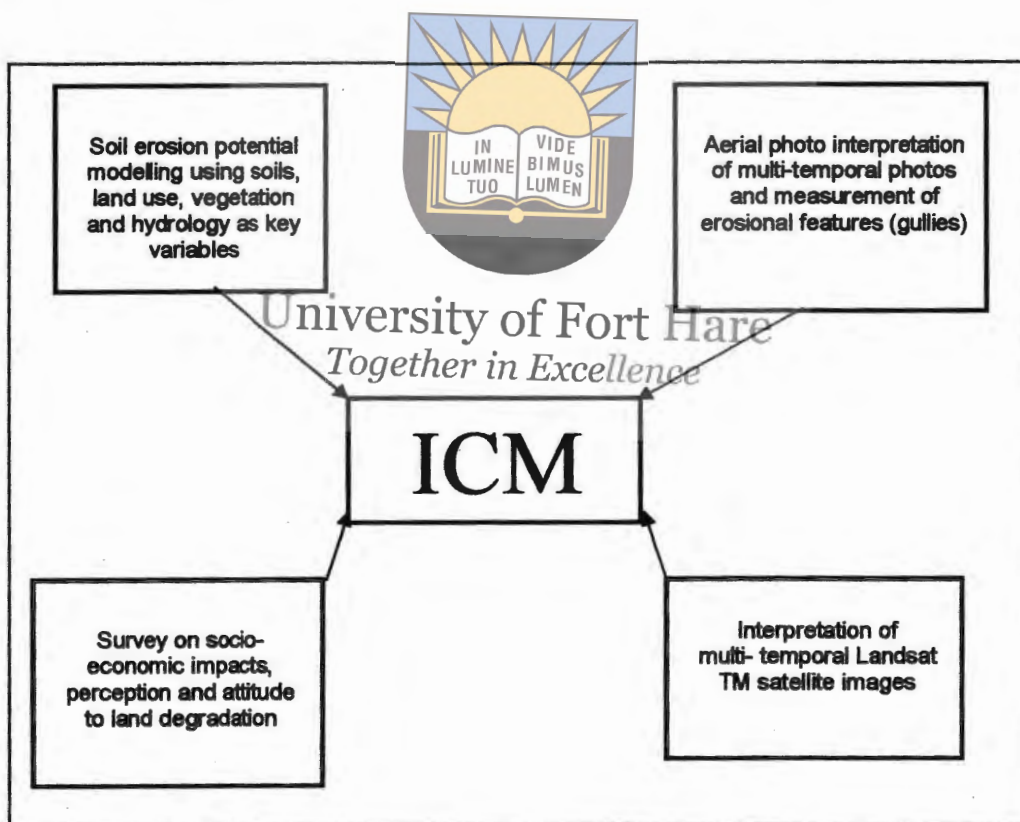 Soil erosion potential
modelling using soils,
land use, vegetation
and hydrology as key
variables
IN
LUMINE
TUO
VIDE
BIMUS
LUMEN
Aerial photo interpretation
of multi-temporal photos
and measurement of
erosional features (gullies)
University of Fort Hare
Together in Excellence
ICM
Survey on socio-
economic impacts,
perception and attitude
to land degradation
Interpretation of
multi- temporal Landsat
TM satellite images